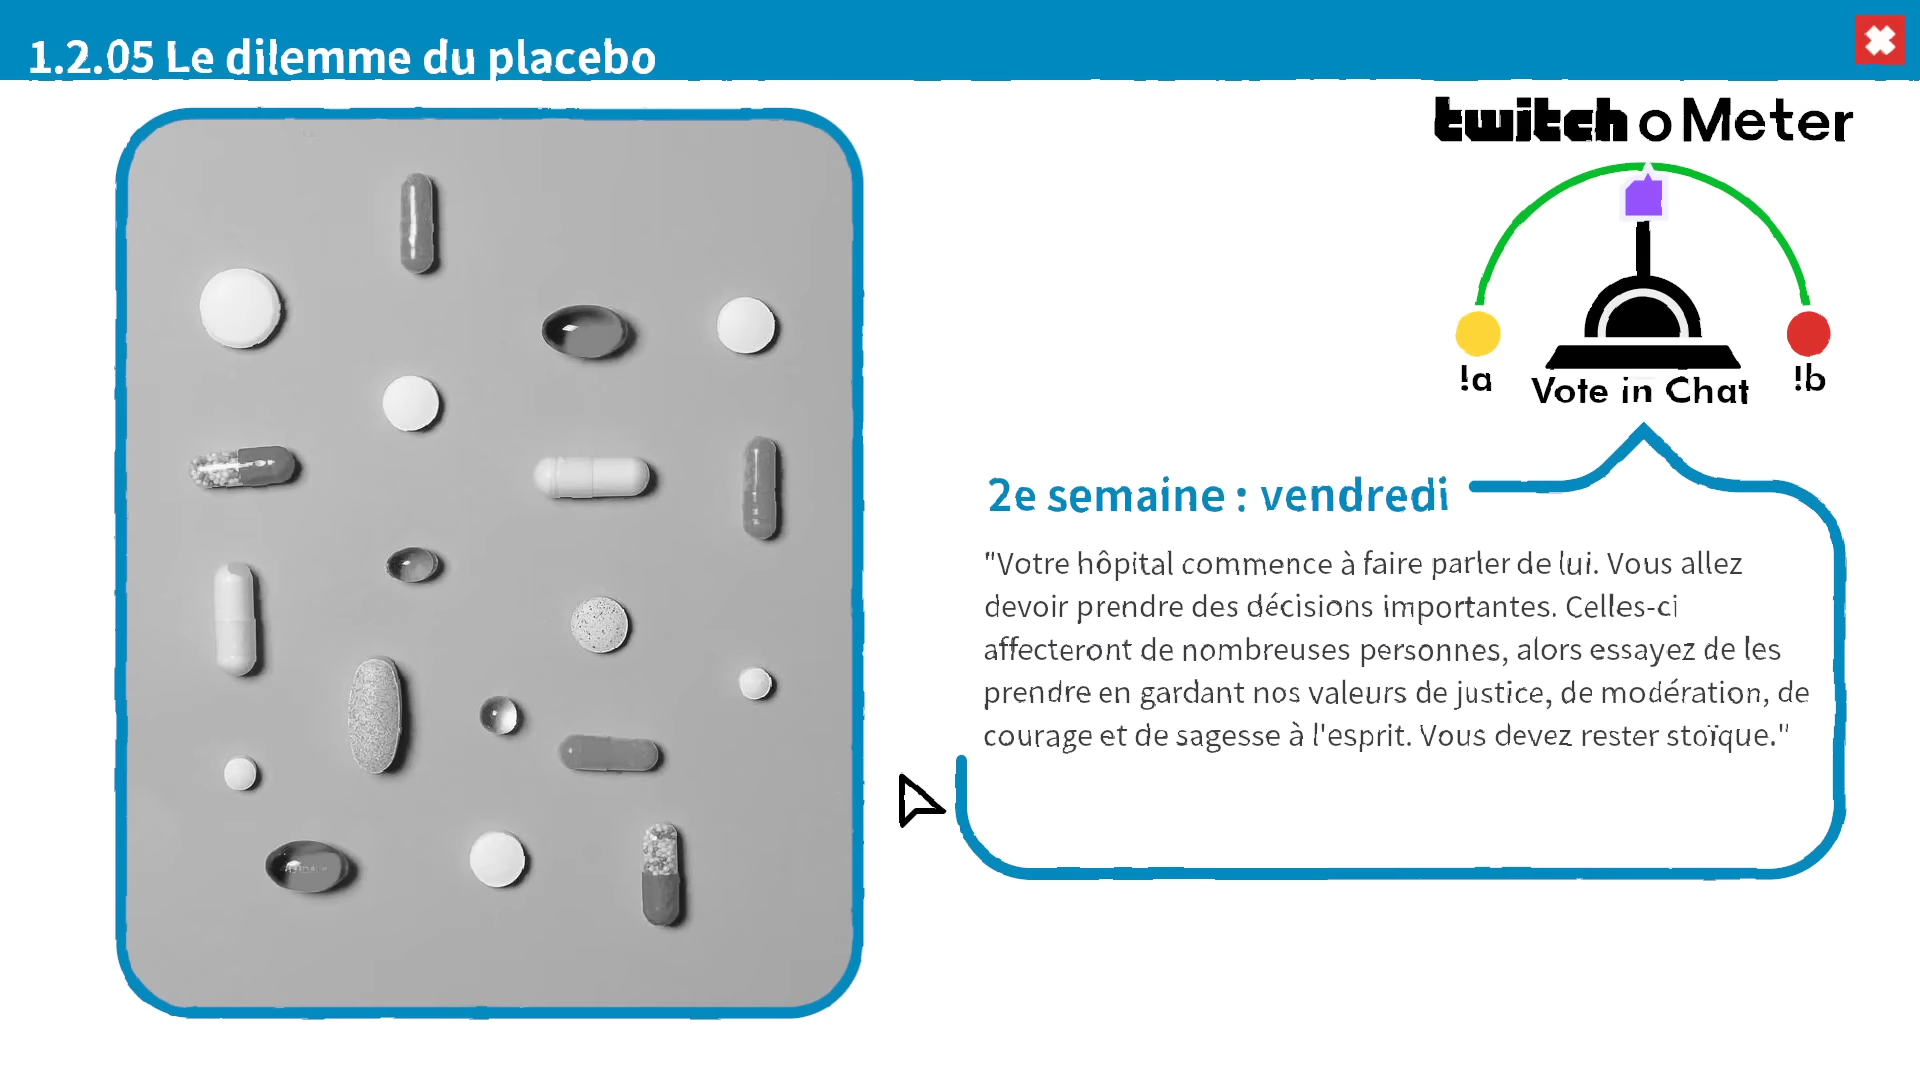 1.2.05 Le dilemme du placebo
twitch o Meter
!a
Vote in Chat
!b
2e semaine : vendredi
"Votre hôpital commence à faire parler de lui. Vous allez
devoir prendre des décisions importantes. Celles-ci
affecteront de nombreuses personnes, alors essayez de les
prendre en gardant nos valeurs de justice, de modération, de
courage et de sagesse à l'esprit. Vous devez rester stoïque."